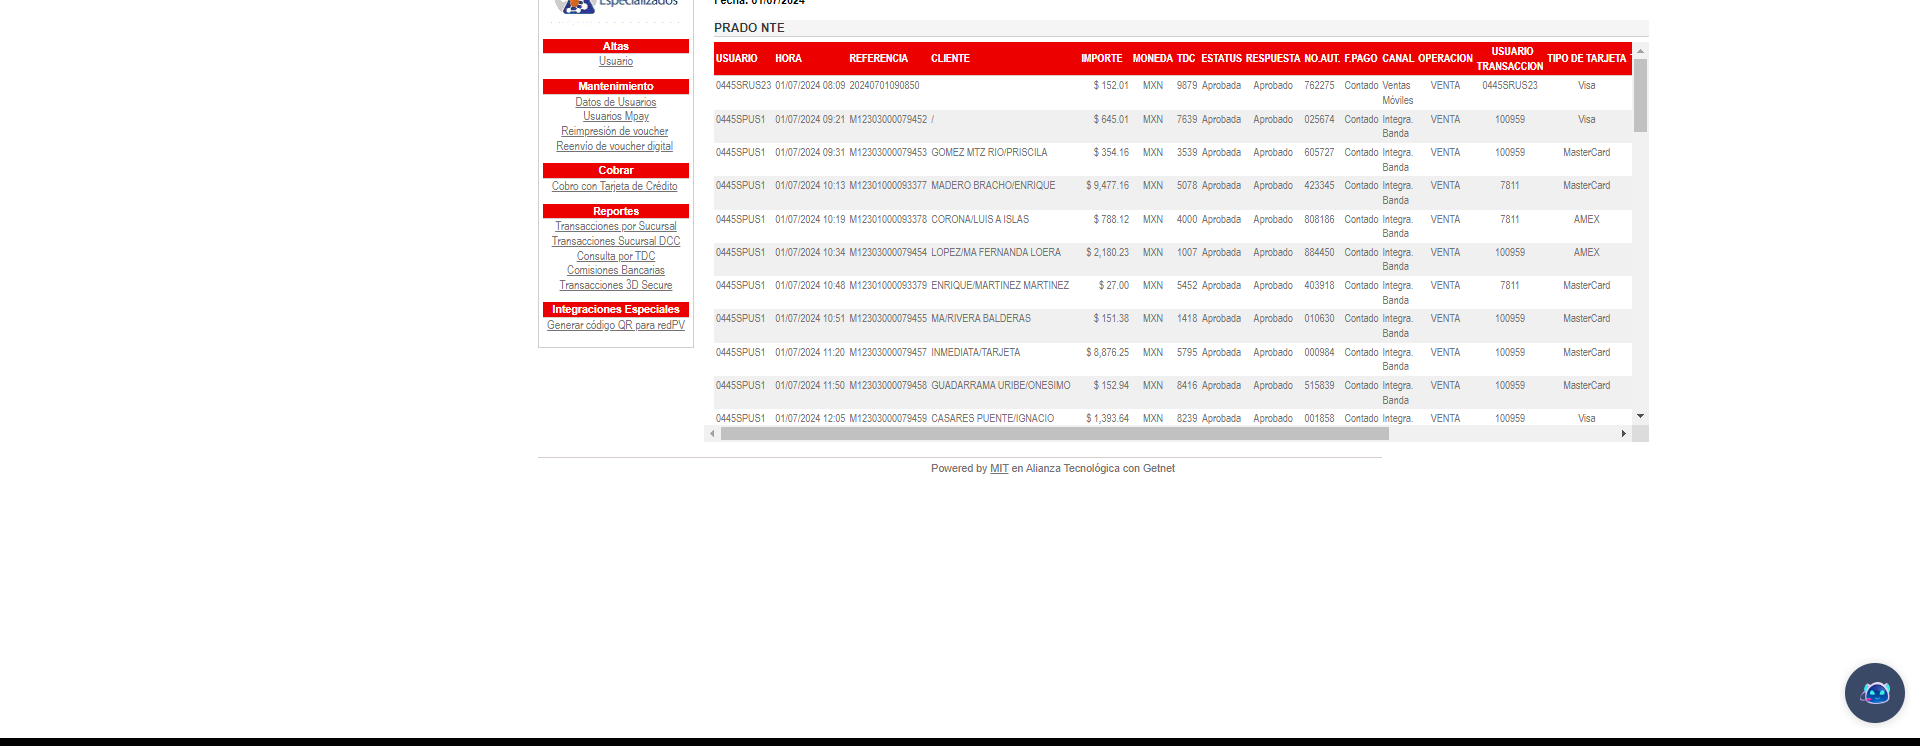 Especializados
Altas
Usuario
Mantenimiento
Datos de Usuarios
Usuarios Mpay
Reimpresión de voucher
Reenvío de voucher digital
Cobrar
Cobro con Tarjeta de Crédito
Reportes
Transacciones por Sucursal
Transacciones Sucursal DCC
Consulta por TDC
Comisiones Bancarias
Transacciones 3D Secure
Integraciones Especiales
Generar código QR para redPV
Fecha: 01/07/2024
PRADO NTE
USUARIO HORA REFERENCIA CLIENTE IMPORTE MONEDA TDC ESTATUS RESPUESTA NO.AUT. F.PAGO CANAL OPERACION USUARIO TRANSACCION TIPO DE TARJETA
0445SRUS23 01/07/2024 08:09 20240701090850 $ 152.01 MXN 9879 Aprobada Aprobado 762275 Contado Ventas Móviles VENTA 0445SRUS23 Visa
0445SPUS1 01/07/2024 09:21 M12303000079452 / $ 645.01 MXN 7639 Aprobada Aprobado 025674 Contado Integra. Banda VENTA 100959 Visa
0445SPUS1 01/07/2024 09:31 M12303000079453 GOMEZ MTZ RIO/PRISCILA $ 354.16 MXN 3539 Aprobada Aprobado 605727 Contado Integra. Banda VENTA 100959 MasterCard
0445SPUS1 01/07/2024 10:13 M12301000093377 MADERO BRACHO/ENRIQUE $ 9,477.16 MXN 5078 Aprobada Aprobado 423345 Contado Integra. Banda VENTA 7811 MasterCard
0445SPUS1 01/07/2024 10:19 M12301000093378 CORONA/LUIS A ISLAS $ 788.12 MXN 4000 Aprobada Aprobado 808186 Contado Integra. Banda VENTA 7811 AMEX
0445SPUS1 01/07/2024 10:34 M12303000079454 LOPEZ/MA FERNANDA LOERA $ 2,180.23 MXN 1007 Aprobada Aprobado 884450 Contado Integra. Banda VENTA 100959 AMEX
0445SPUS1 01/07/2024 10:48 M12301000093379 ENRIQUE/MARTINEZ MARTINEZ $ 27.00 MXN 5452 Aprobada Aprobado 403918 Contado Integra. Banda VENTA 7811 MasterCard
0445SPUS1 01/07/2024 10:51 M12303000079455 MA/RIVERA BALDERAS $ 151.38 MXN 1418 Aprobada Aprobado 010630 Contado Integra. Banda VENTA 100959 MasterCard
0445SPUS1 01/07/2024 11:20 M12303000079457 INMEDIATA/TARJETA $ 8,876.25 MXN 5795 Aprobada Aprobado 000984 Contado Integra. Banda VENTA 100959 MasterCard
0445SPUS1 01/07/2024 11:50 M12303000079458 GUADARRAMA URIBE/ONESIMO $ 152.94 MXN 8416 Aprobada Aprobado 515839 Contado Integra. Banda VENTA 100959 MasterCard
0445SPUS1 01/07/2024 12:05 M12303000079459 CASARES PUENTE/IGNACIO $ 1,393.64 MXN 8239 Aprobada Aprobado 001858 Contado Integra. VENTA 100959 Visa
Powered by MIT en Alianza Tecnológica con Getnet